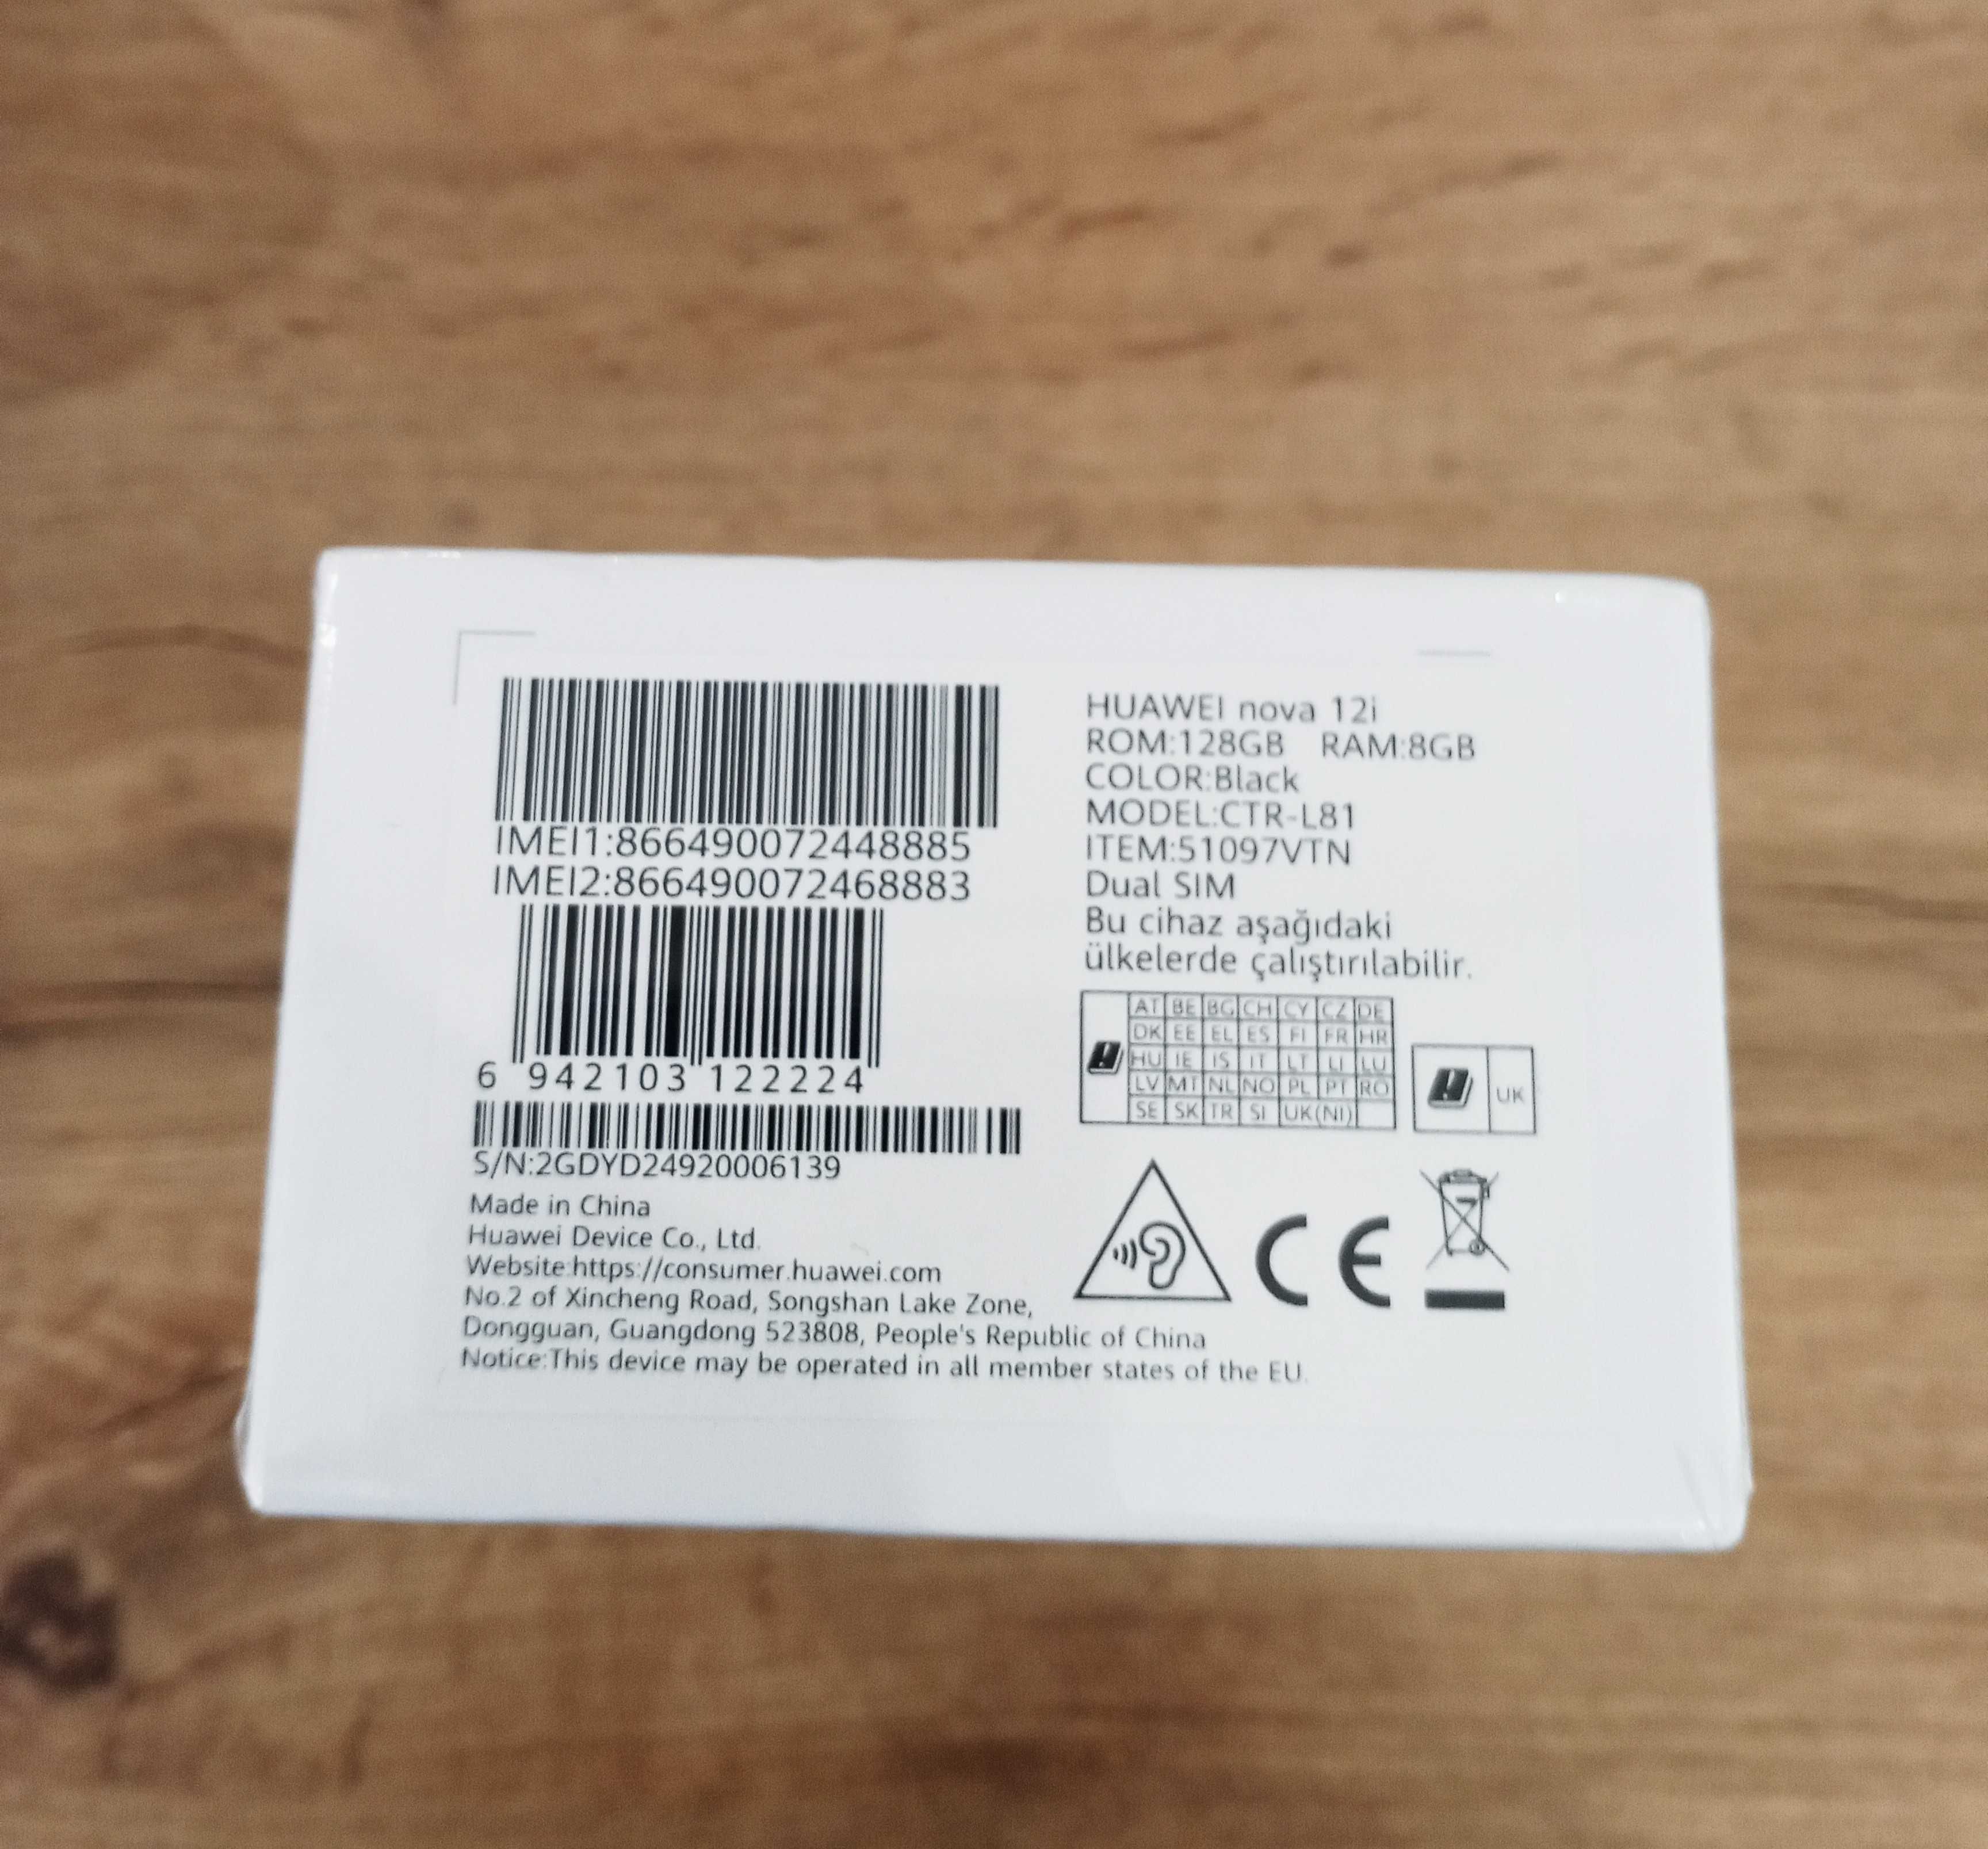 IMEI1:866490072448885
IMEI2:866490072468883
6 942103 122224
S/N:2GDYD24920006139
Made in China
Huawei Device Co., Ltd.
Website:https://consumer.huawei.com
No.2 of Xincheng Road, Songshan Lake Zone,
Dongguan, Guangdong 523808, People's Republic of China
Notice:This device may be operated in all member states of the EU.
HUAWEI nova 12i
ROM:128GB RAM:8GB
COLOR:Black
MODEL:CTR-L81
ITEM:51097VTN
Dual SIM
Bu cihaz aşağıdaki
ülkelerde çalıştırılabilir.
AT BE BG CH CY CZ DE
DK EE EL ES FI FR HR
HU IE IS IT LT LI LU
LV MT NL NO PL PT RO
SE SK TR SI UK(NI)
UK
CE